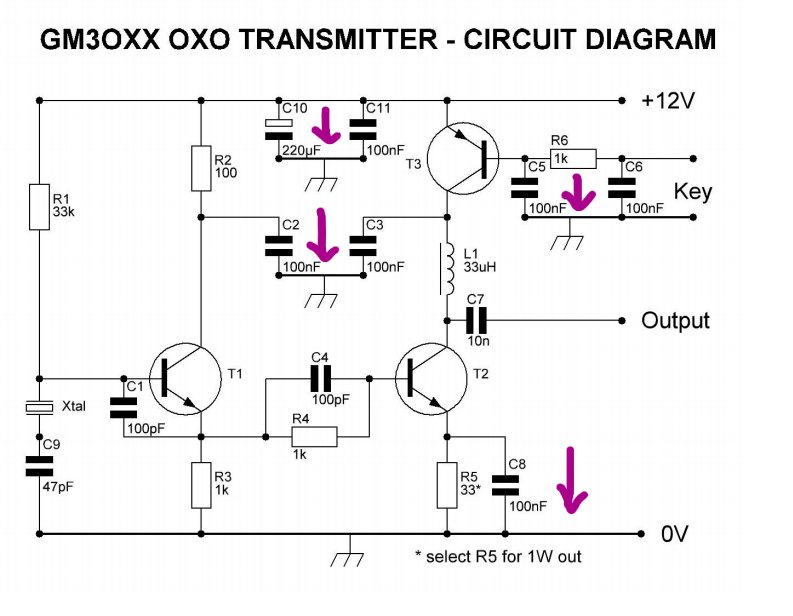 GM3OXX OXO TRANSMITTER - CIRCUIT DIAGRAM
+12V
C10
220µF
C11
100nF
R2
100
T3
R6
1k
C5
100nF
C6
100nF
Key
R1
33k
C2
100nF
C3
100nF
L1
33uH
C7
10n
Output
T1
C4
100pF
T2
C1
100pF
Xtal
R4
1k
C9
47pF
R3
1k
R5
33*
C8
100nF
0V
* select R5 for 1W out